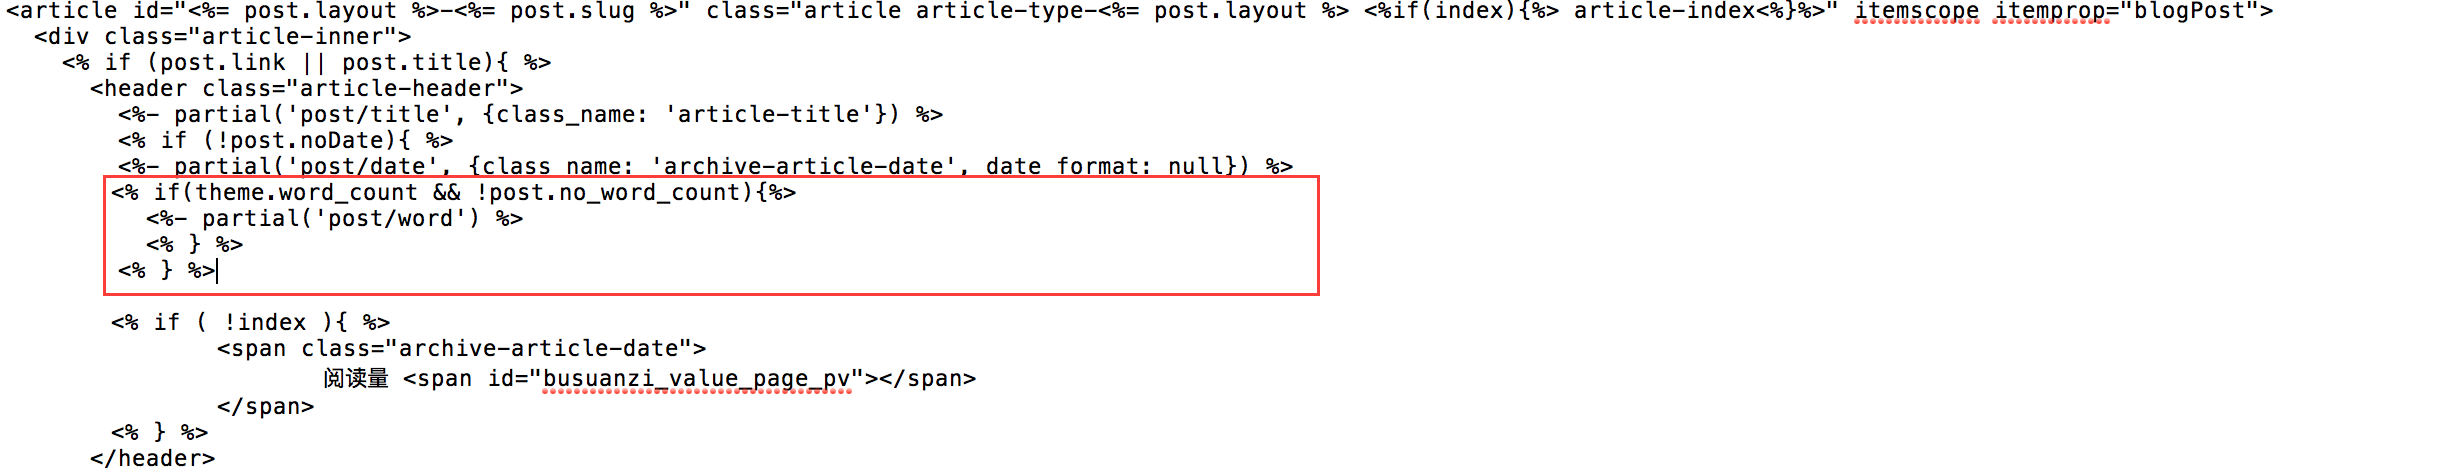 <article id="<%= post.layout %>-<%= post.slug %>" class="article article-type-<%= post.layout %> <%if(index){%> article-index<%}%>" itemscope itemprop="blogPost">
<div class="article-inner">
<% if (post.link || post.title){ %>
<header class="article-header">
<%- partial('post/title', {class_name: 'article-title'}) %>
<% if (!post.noDate){ %>
<%- partial('post/date', {class_name: 'archive-article-date', date_format: null}) %>
<% if(theme.word_count && !post.no_word_count){%>
<%- partial('post/word') %>
<% } %>
<% } %>
<% if ( !index ){ %>
<span class="archive-article-date">
阅读量 <span id="busuanzi_value_page_pv"></span>
</span>
<% } %>
</header>